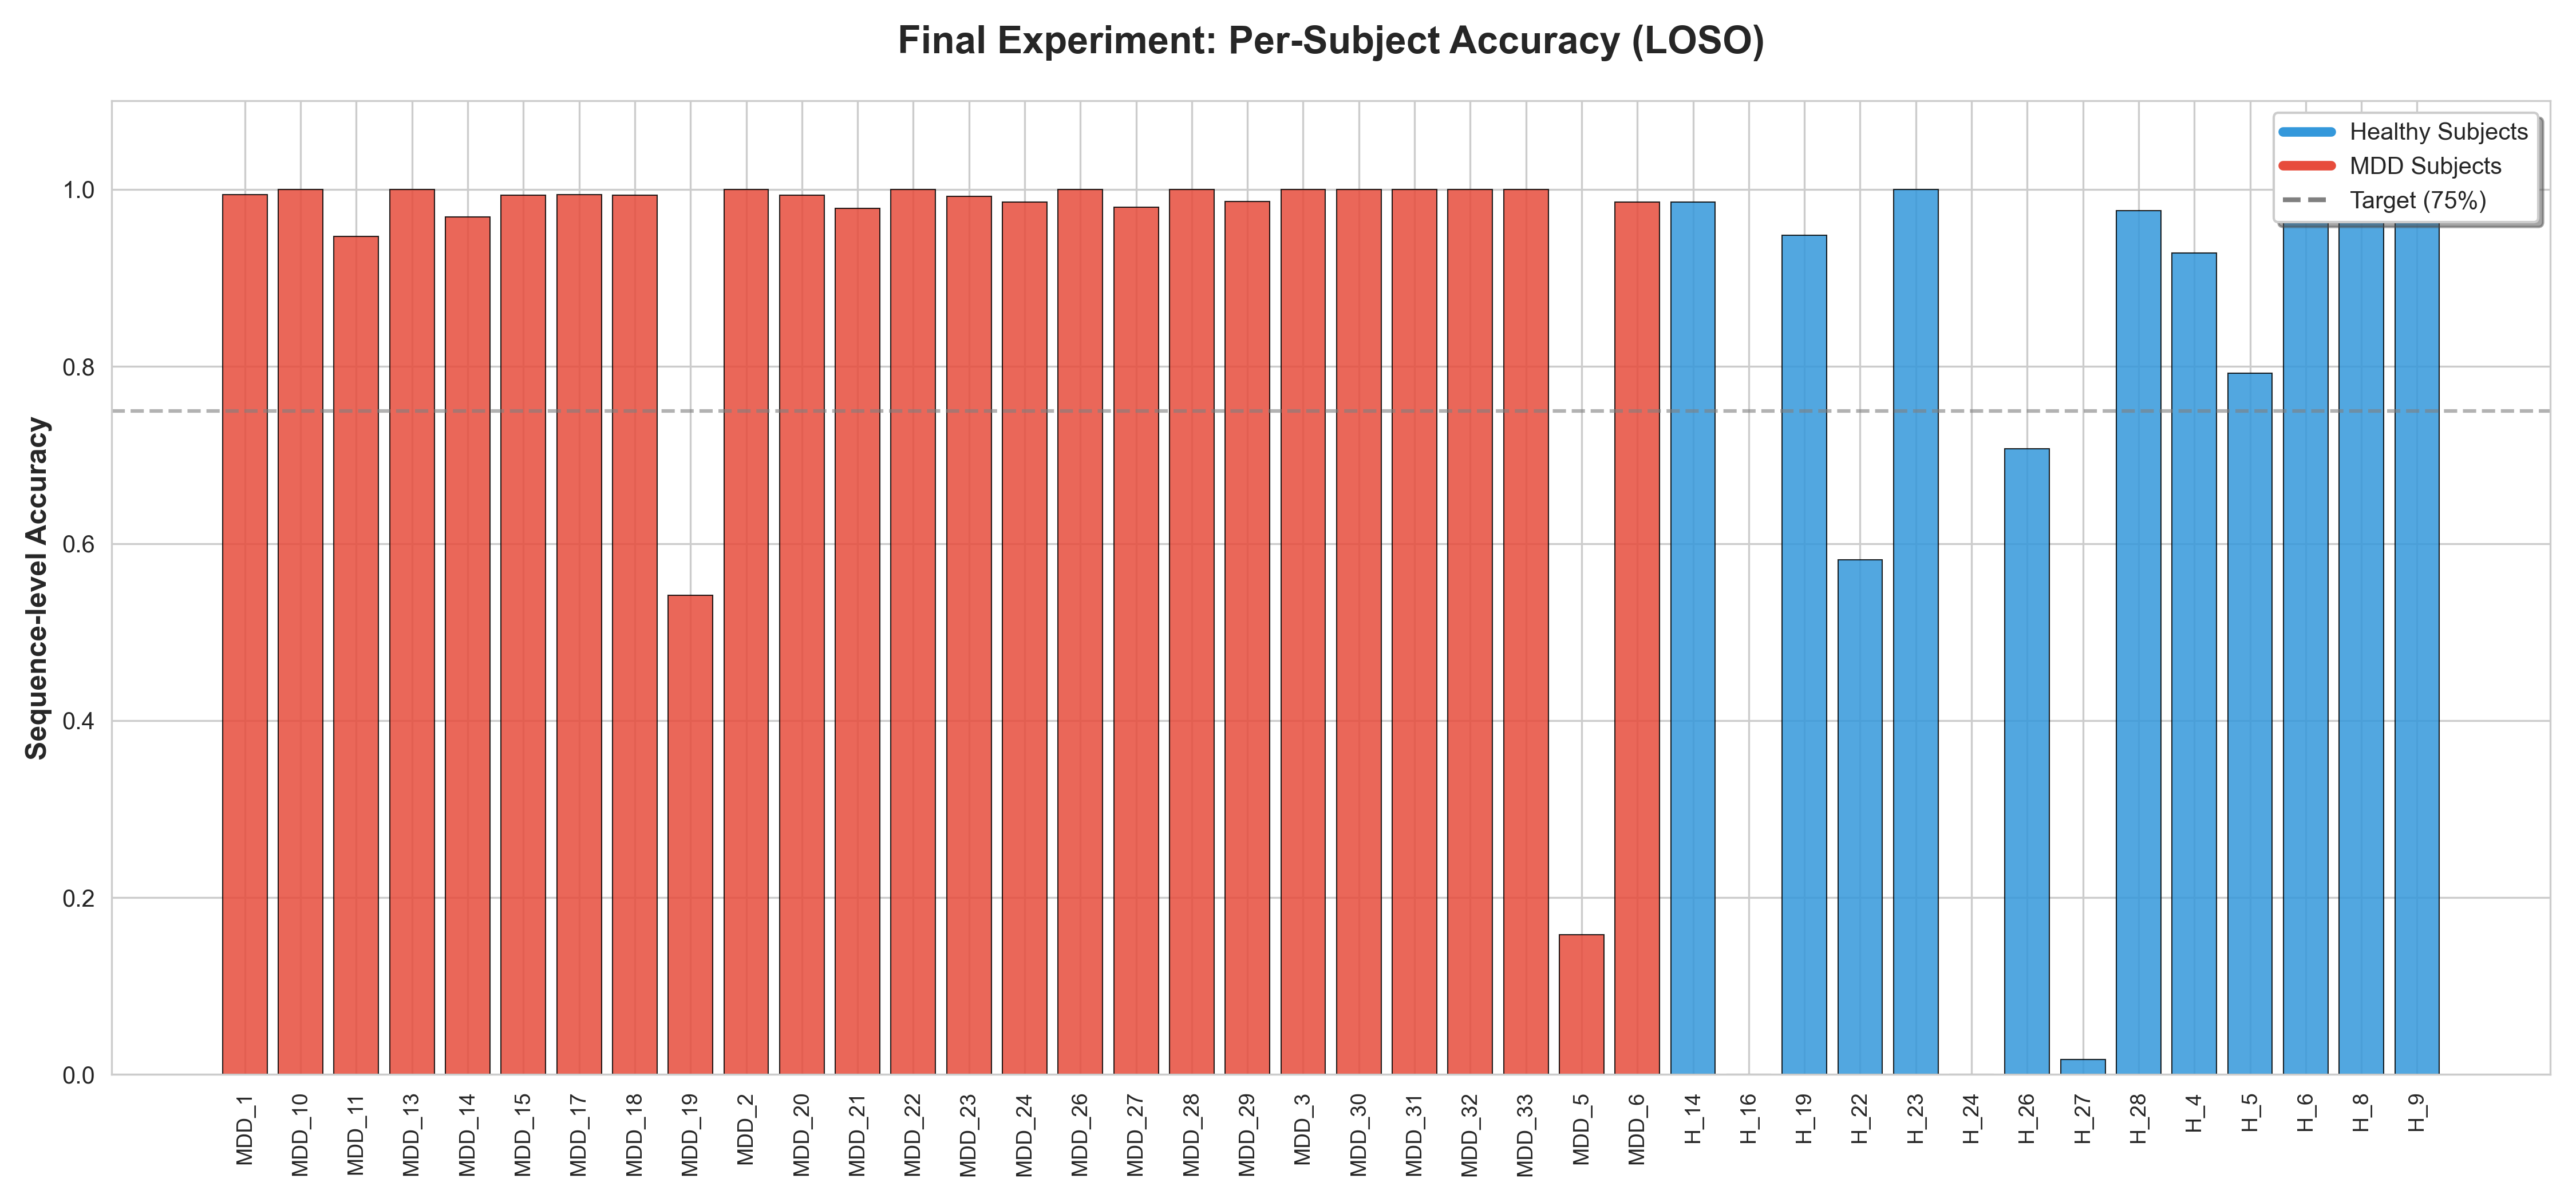 Final Experiment: Per-Subject Accuracy (LOSO)
Healthy Subjects
MDD Subjects
Target (75%)
Sequence-level Accuracy
1.0
0.8
0.6
0.4
0.2
0.0
MDD_1
MDD_10
MDD_11
MDD_13
MDD_14
MDD_15
MDD_17
MDD_18
MDD_19
MDD_2
MDD_20
MDD_21
MDD_22
MDD_23
MDD_24
MDD_26
MDD_27
MDD_28
MDD_29
MDD_3
MDD_30
MDD_31
MDD_32
MDD_33
MDD_5
MDD_6
H_14
H_16
H_19
H_22
H_23
H_24
H_26
H_27
H_28
H_4
H_5
H_6
H_8
H_9